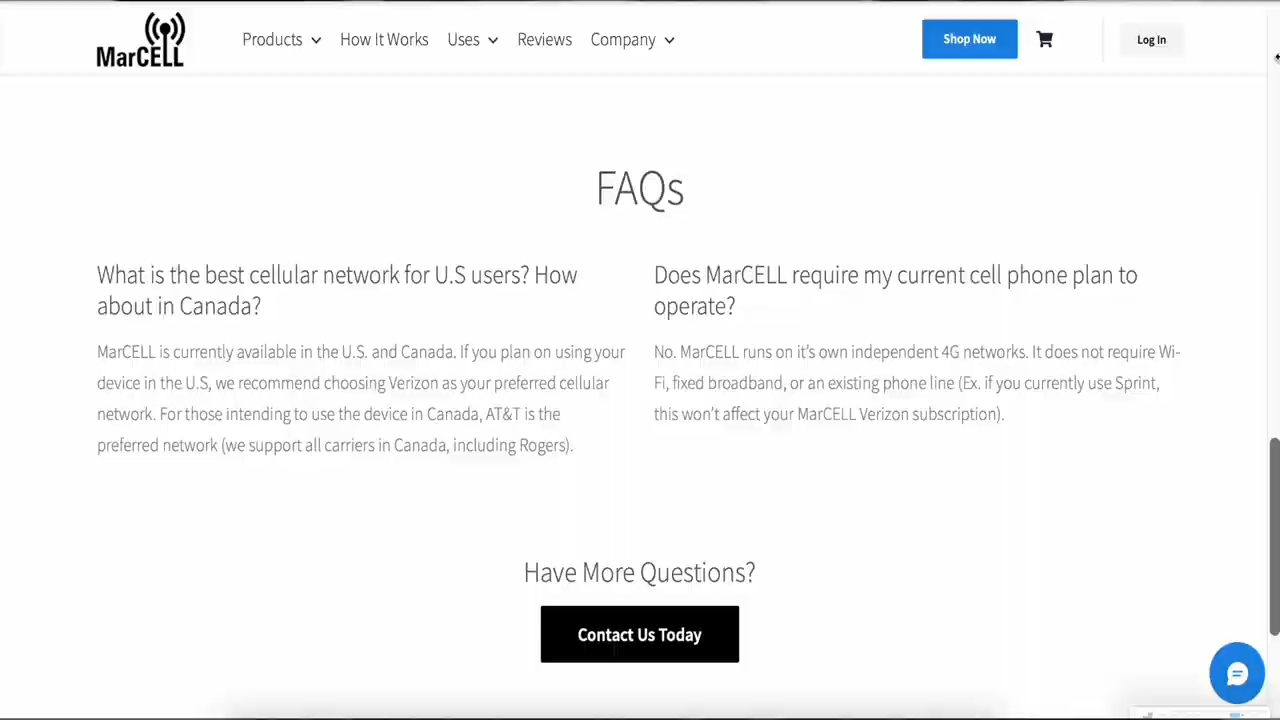 MarCELL
Products
How It Works
Uses
Reviews
Company
Shop Now
Log In
FAQs
What is the best cellular network for U.S users? How
about in Canada?
MarCELL is currently available in the U.S. and Canada. If you plan on using your
device in the U.S, we recommend choosing Verizon as your preferred cellular
network. For those intending to use the device in Canada, AT&T is the
preferred network (we support all carriers in Canada, including Rogers).
Does MarCELL require my current cell phone plan to
operate?
No. MarCELL runs on it’s own independent 4G networks. It does not require Wi-
Fi, fixed broadband, or an existing phone line (Ex. if you currently use Sprint,
this won’t affect your MarCELL Verizon subscription).
Have More Questions?
Contact Us Today